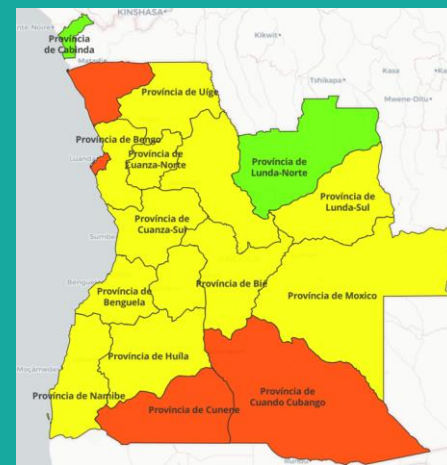 KINSHASA
Kikwit•
Província
de Cabinda
Matadi
Tshikapa•
Kasa
Província de Uíge
Mwene-Ditu•
Província de Bengo
Província de
Cuanza-Norte
Luanda
Província de
Lunda-Norte
Província de
Lunda-Sul
Província de
Cuanza-Sul
Sumbe
Província de Bié
Benguela
Província de
Benguela
Província de Moxico
Província de Huíla
Moçamedes
Província de Namibe
Província de Cunene
Província de
Cuando Cubango